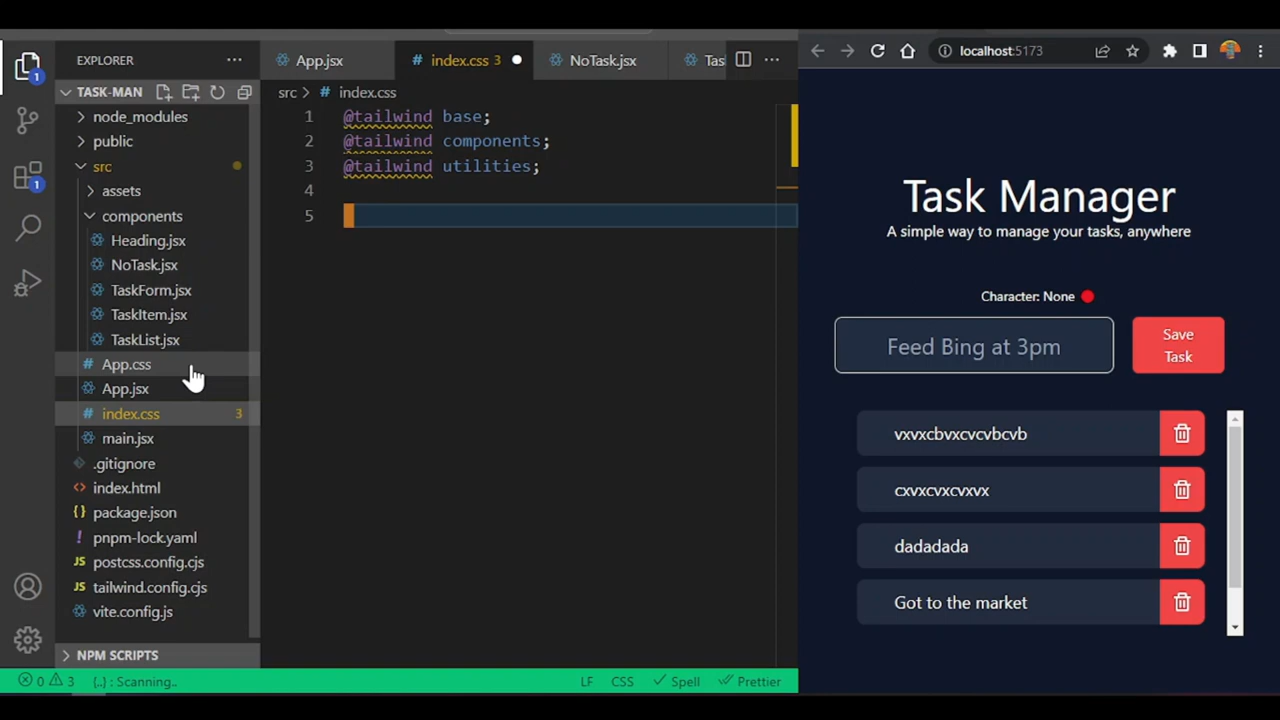 EXPLORER
TASK-MAN
node_modules
public
src
assets
components
Heading.jsx
NoTask.jsx
TaskForm.jsx
TaskItem.jsx
TaskList.jsx
App.css
App.jsx
index.css 3
main.jsx
.gitignore
index.html
package.json
pnpm-lock.yaml
postcss.config.cjs
tailwind.config.cjs
vite.config.js
NPM SCRIPTS
1
1
App.jsx
index.css 3
NoTask.jsx
Tas
src > # index.css
1 @tailwind base;
2 @tailwind components;
3 @tailwind utilities;
4
5
0 3 {..} : Scanning.. LF CSS Spell Prettier
localhost:5173
Task Manager
A simple way to manage your tasks, anywhere
Character: None
Feed Bing at 3pm
Save
Task
vxvxcbvxcvcvbcvb
cxvxcvxcvxvx
dadadada
Got to the market